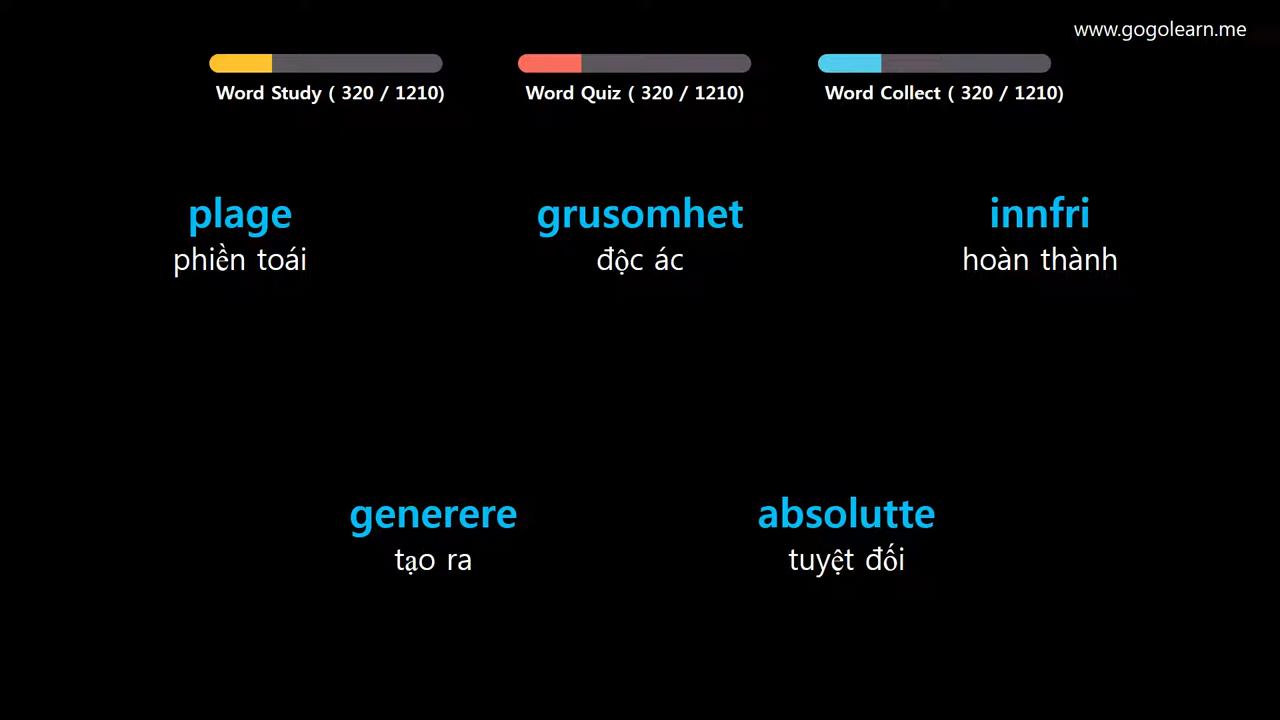 www.gogolearn.me
Word Study ( 320 / 1210)
Word Quiz ( 320 / 1210)
Word Collect ( 320 / 1210)
plage
phiền toái
grusomhet
độc ác
innfri
hoàn thành
generere
tạo ra
absolutte
tuyệt đối